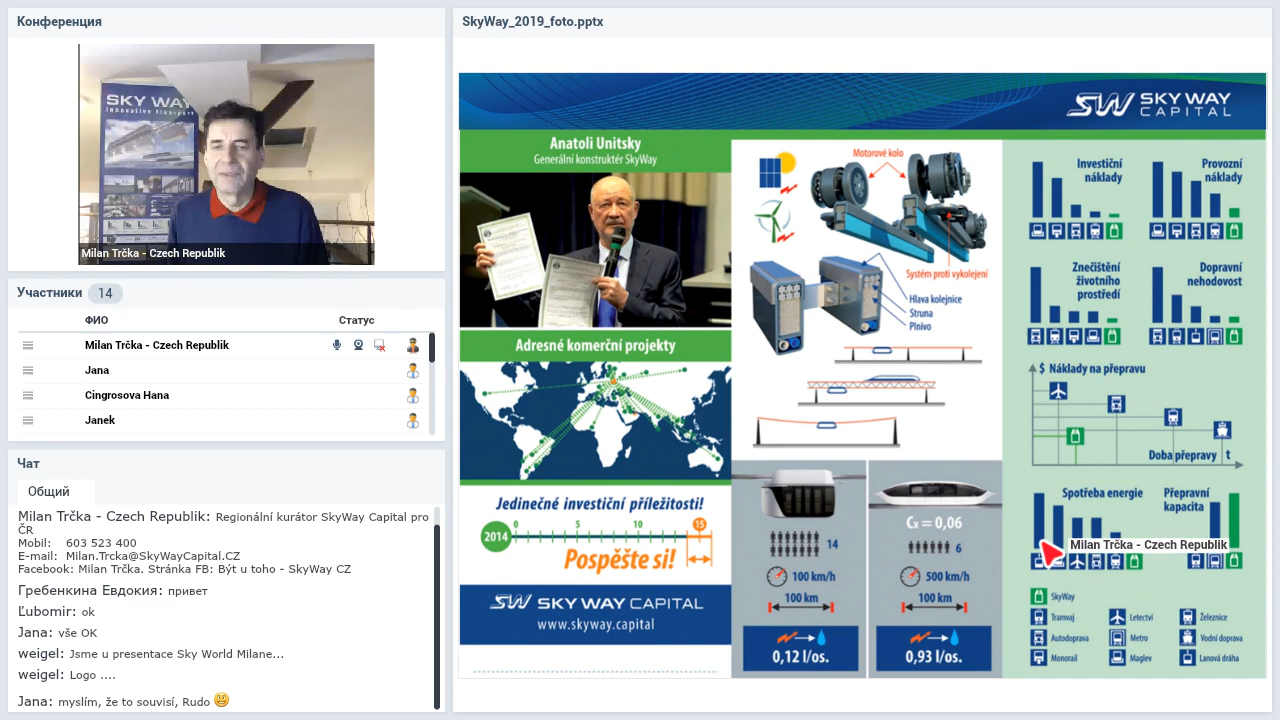 Конференция
SKY WAY
Innovative transport
Milan Trčka - Czech Republik
Участники 14
ФИО Статус
Milan Trčka - Czech Republik
Jana
Cingrosova Hana
Janek
Чат
Общий
Milan Trčka - Czech Republik: Regionální kurátor SkyWay Capital pro
ČR
Mobil: 603 523 400
E-mail: Milan.Trcka@SkyWayCapital.CZ
Facebook: Milan Trčka. Stránka FB: Být u toho - SkyWay CZ
Гребенкина Евдокия: привет
Ľubomir: ok
Jana: vše OK
weigel: Jsme u presentace Sky World Milane...
weigel: Logo ....
Jana: myslím, že to souvisí, Rudo
SkyWay_2019_foto.pptx
SW SKY WAY
CAPITAL
Anatoli Unitsky
Generální konstruktér SkyWay
Adresné komerční projekty
Jedinečné investiční příležitosti!
2014
0 5 10 15
Pospěšte si!
SW SKY WAY CAPITAL
www.skyway.capital
Motorové kolo
Systém proti vykolejení
Hlava kolejnice
Struna
Plnivo
14
100 km/h
100 km
0,12 l/os.
Cx = 0,06
6
500 km/h
100 km
0,93 l/os.
Investiční
náklady
Provozní
náklady
Znečištění
životního
prostředí
Dopravní
nehodovost
$ Náklady na přepravu
Doba přepravy t
Spotřeba energie
Přepravní
kapacita
Milan Trčka - Czech Republik
SkyWay
Tramvaj
Letectví
Železnice
Autodoprava
Metro
Vodní doprava
Monorail
Maglev
Lanová dráha